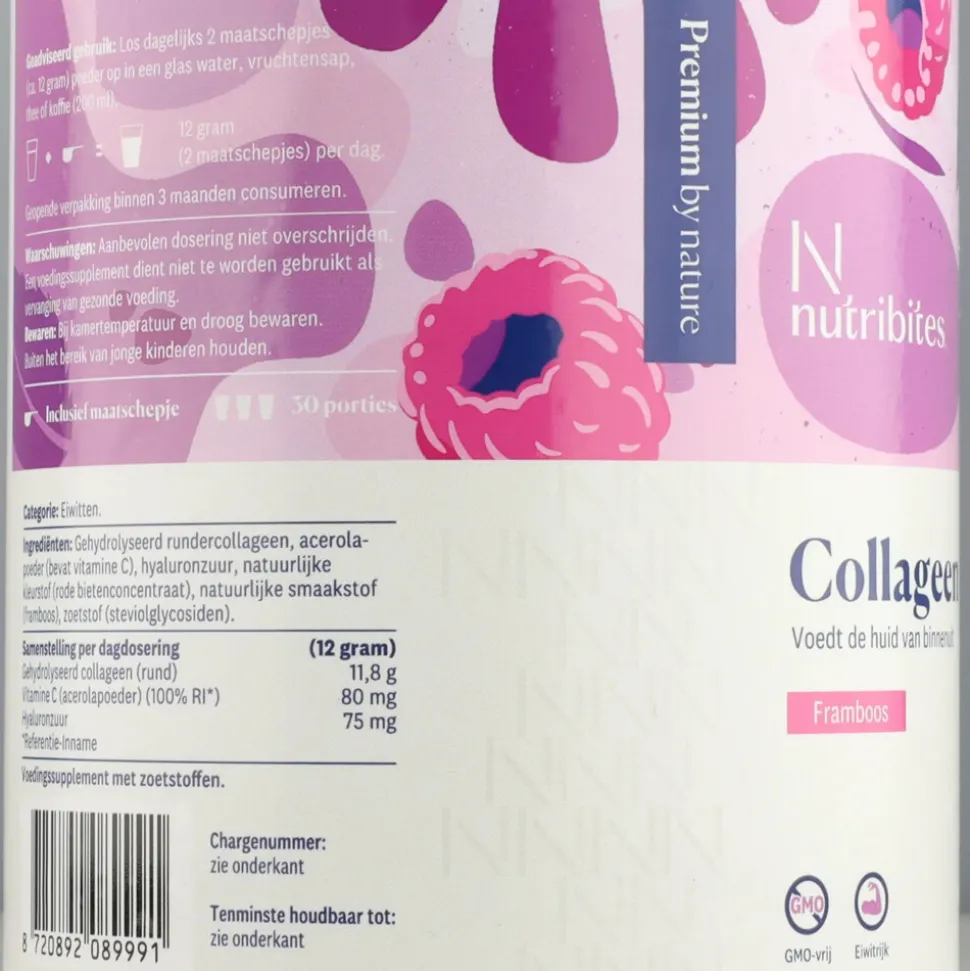 Geadviseerd gebruik: Los dagelijks 2 maatschepjes
(ca. 12 gram) poeder op in een glas water, vruchtensap,
thee of koffie (200 ml).
12 gram
(2 maatschepjes) per dag.
Geopende verpakking binnen 3 maanden consumeren.
Waarschuwingen: Aanbevolen dosering niet overschrijden.
Een voedingssupplement dient niet te worden gebruikt als
vervanging van gezonde voeding.
Bewaren: Bij kamertemperatuur en droog bewaren.
Buiten het bereik van jonge kinderen houden.
Inclusief maatschepje
30 porties
Categorie: Eiwitten.
Ingrediënten: Gehydrolyseerd rundercollageen, acerola-
poeder (bevat vitamine C), hyaluronzuur, natuurlijke
kleurstof (rode bietenconcentraat), natuurlijke smaakstof
(framboos), zoetstof (steviolglycosiden).
Samenstelling per dagdosering (12 gram)
Gehydrolyseerd collageen (rund) 11,8 g
Vitamine C (acerolapoeder) (100% RI*) 80 mg
Hyaluronzuur 75 mg
*Referentie-Inname
Voedingssupplement met zoetstoffen.
8 720892 089991
Chargenummer:
zie onderkant
Tenminste houdbaar tot:
zie onderkant
Premium by nature
N
nutribites
Collageen
Voedt de huid van binnenuit
Framboos
GMO
GMO-vrij
Eiwitrijk